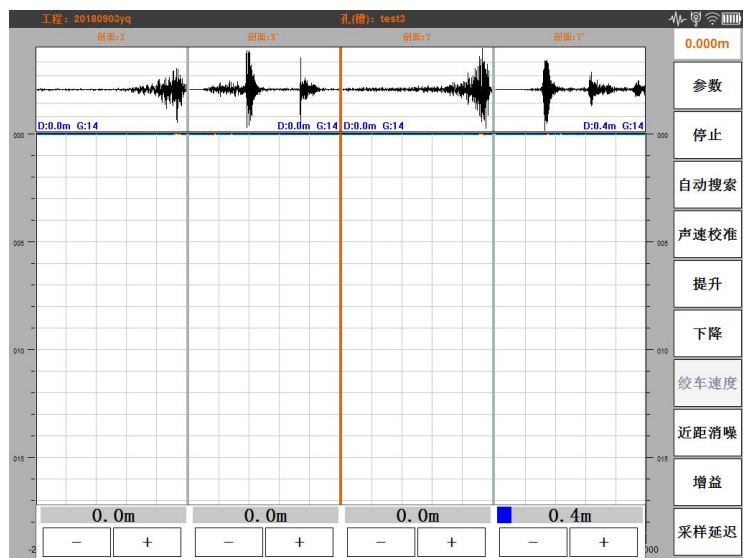 工程: 20180903yq 孔(槽): test3
剖面:X 剖面:X' 剖面:Y 剖面:Y'
0.000m
参数
D:0.0m G:14 D:0.0m G:14 D:0.0m G:14 D:0.4m G:14
000 000
停止
自动搜索
005 005
声速校准
提升
下降
010 010
绞车速度
近距消噪
015 015
增益
0.0m 0.0m 0.0m 0.4m
采样延迟
- + - + - + - +